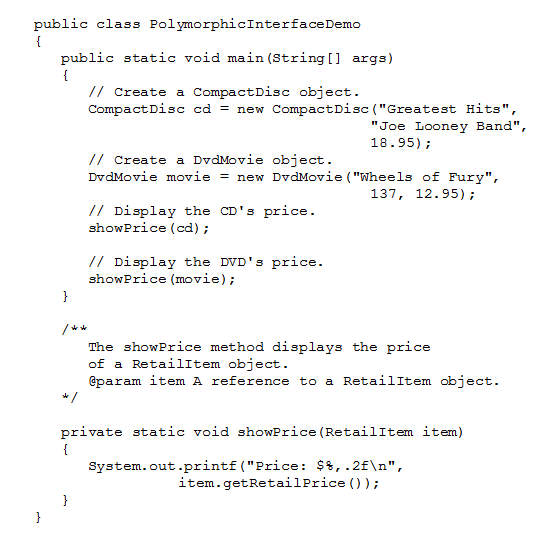 public class PolymorphicInterfaceDemo
{
   public static void main(String[] args)
   {
      // Create a CompactDisc object.
      CompactDisc cd = new CompactDisc("Greatest Hits",
                                     "Joe Looney Band",
                                     18.95);
      // Create a DvdMovie object.
      DvdMovie movie = new DvdMovie("Wheels of Fury",
                                     137, 12.95);
      // Display the CD's price.
      showPrice(cd);

      // Display the DVD's price.
      showPrice(movie);
   }

   /**
      The showPrice method displays the price
      of a RetailItem object.
      @param item A reference to a RetailItem object.
   */

   private static void showPrice(RetailItem item)
   {
      System.out.printf("Price: $%,.2f\n",
                item.getRetailPrice());
   }
}